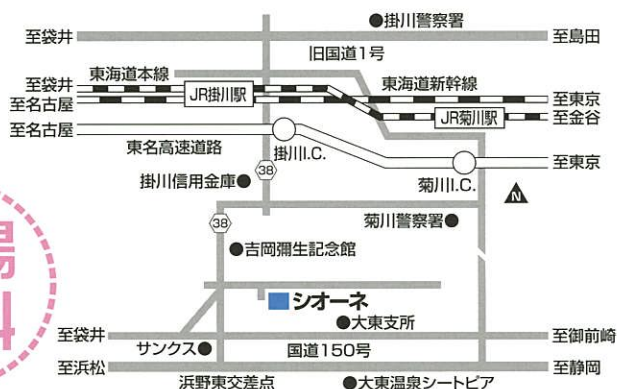 ●掛川警察署
至袋井
至島田
旧国道1号
東海道本線
東海道新幹線
至袋井
JR掛川駅
至東京
至名古屋
JR菊川駅
至金谷
至名古屋
東名高速道路
掛川I.C.
至東京
38
掛川信用金庫●
菊川I.C.
N
38
菊川警察署●
●吉岡彌生記念館
シオーネ
●大東支所
至袋井
至御前崎
サンクス●
国道150号
至浜松
至静岡
浜野東交差点
●大東温泉シートピア
場